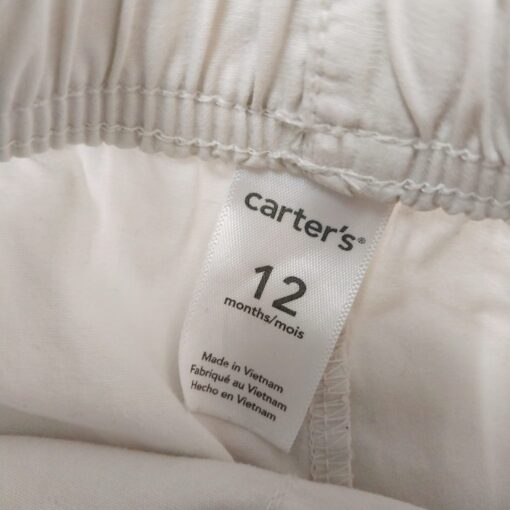 carter's®
12
months/mois
Made in Vietnam
Fabriqué au Vietnam
Hecho en Vietnam